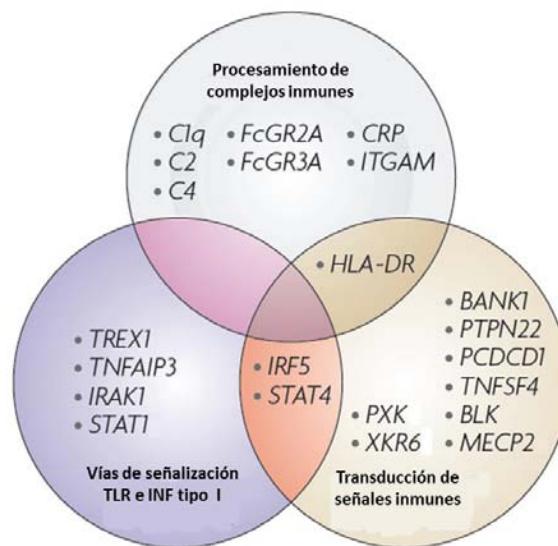 Procesamiento de
complejos inmunes
• C1q • FcGR2A • CRP
• C2 • FcGR3A • ITGAM
• C4
• HLA-DR
• BANK1
• PTPN22
• PCDCD1
• TNFSF4
• BLK
• MECP2
• PXK
• XKR6
• IRF5
• STAT4
• TREX1
• TNFAIP3
• IRAK1
• STAT1
Vías de señalización
TLR e INF tipo I
Transducción de
señales inmunes